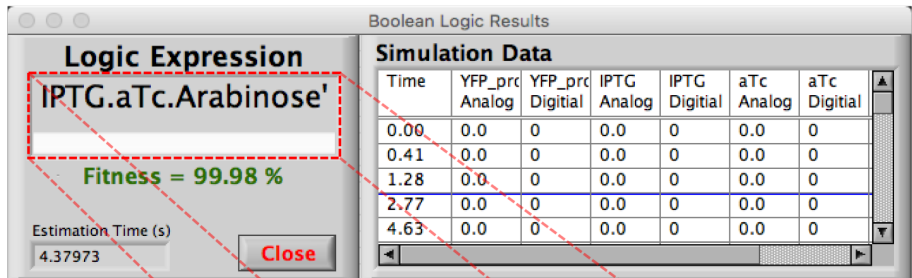 Boolean Logic Results
Logic Expression
IPTG.aTc.Arabinose'
Fitness = 99.98 %
Estimation Time (s)
4.37973
Close
Simulation Data
Time YFP_prc Analog YFP_prc Digitial IPTG Analog IPTG Digitial aTc Analog aTc Digitial
0.00 0.0 0 0.0 0 0.0 0
0.41 0.0 0 0.0 0 0.0 0
1.28 0.0 0 0.0 0 0.0 0
2.77 0.0 0 0.0 0 0.0 0
4.63 0.0 0 0.0 0 0.0 0